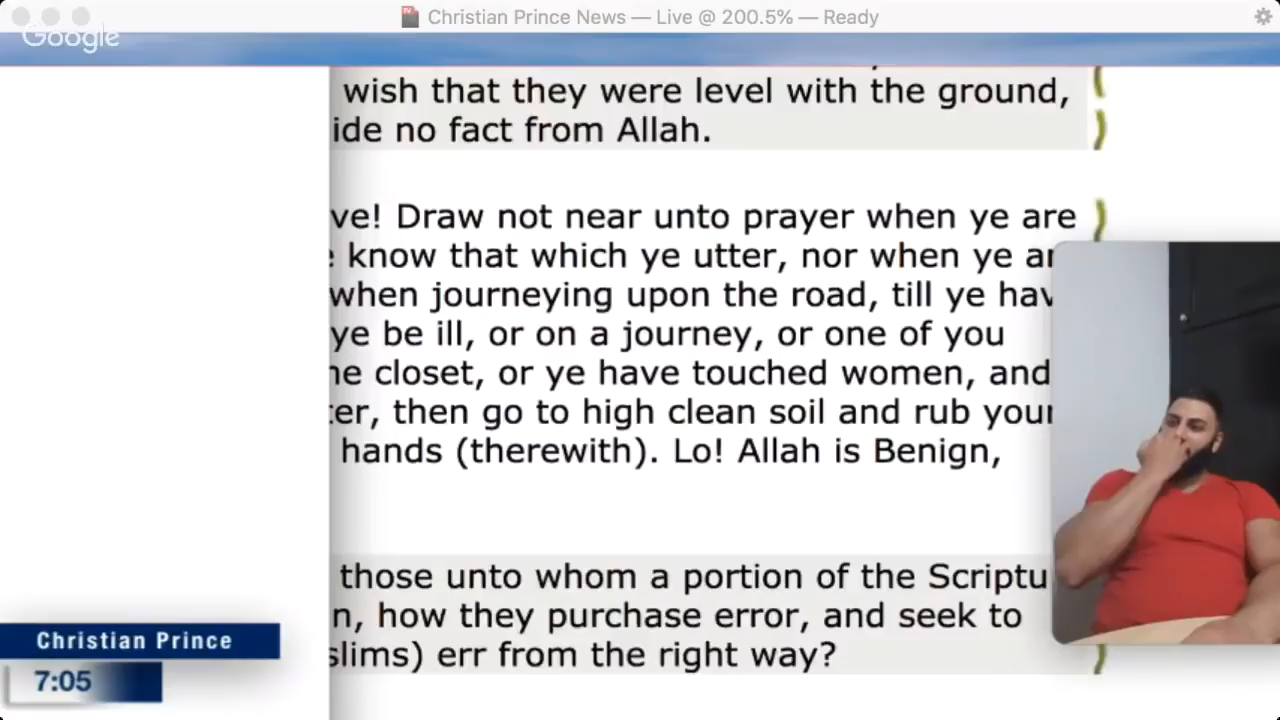 Christian Prince News — Live @ 200.5% — Ready
Google
wish that they were level with the ground,
ide no fact from Allah.
ve! Draw not near unto prayer when ye are
know that which ye utter, nor when ye ar
when journeying upon the road, till ye hav
ye be ill, or on a journey, or one of you
he closet, or ye have touched women, and
ter, then go to high clean soil and rub your
hands (therewith). Lo! Allah is Benign,
those unto whom a portion of the Scriptu
n, how they purchase error, and seek to
slims) err from the right way?
Christian Prince
7:05